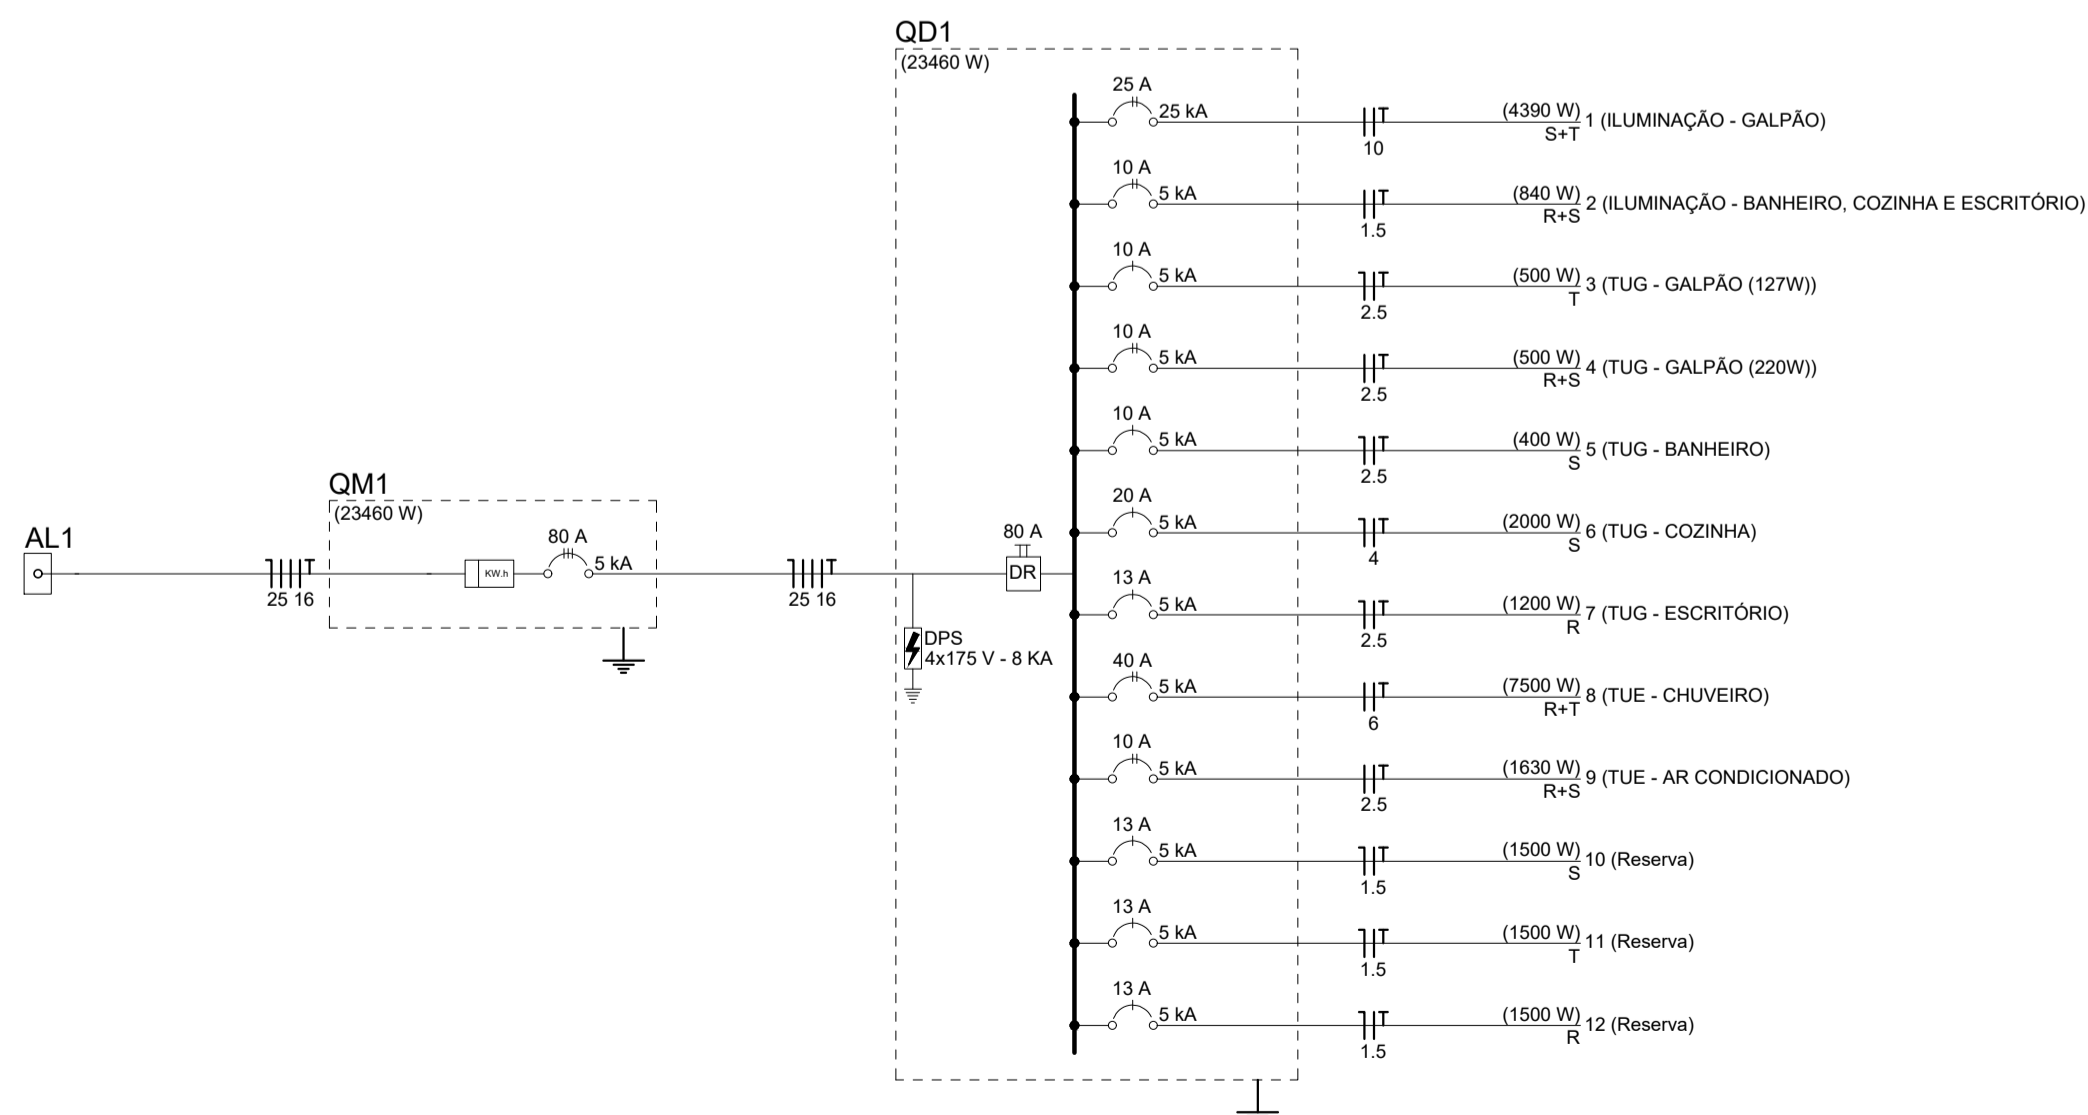 QD1
(23460 W)
25 A
25 kA
10
(4390 W)
S+T
1 (ILUMINAÇÃO - GALPÃO)
10 A
5 kA
1.5
(840 W)
R+S
2 (ILUMINAÇÃO - BANHEIRO, COZINHA E ESCRITÓRIO)
10 A
5 kA
2.5
(500 W)
T
3 (TUG - GALPÃO (127W))
10 A
5 kA
2.5
(500 W)
R+S
4 (TUG - GALPÃO (220W))
10 A
5 kA
2.5
(400 W)
S
5 (TUG - BANHEIRO)
20 A
5 kA
4
(2000 W)
S
6 (TUG - COZINHA)
AL1
25 16
QM1
(23460 W)
KW.h
80 A
5 kA
25 16
80 A
DR
DPS
4x175 V - 8 KA
13 A
5 kA
2.5
(1200 W)
R
7 (TUG - ESCRITÓRIO)
40 A
5 kA
6
(7500 W)
R+T
8 (TUE - CHUVEIRO)
10 A
5 kA
2.5
(1630 W)
R+S
9 (TUE - AR CONDICIONADO)
13 A
5 kA
1.5
(1500 W)
S
10 (Reserva)
13 A
5 kA
1.5
(1500 W)
T
11 (Reserva)
13 A
5 kA
1.5
(1500 W)
R
12 (Reserva)